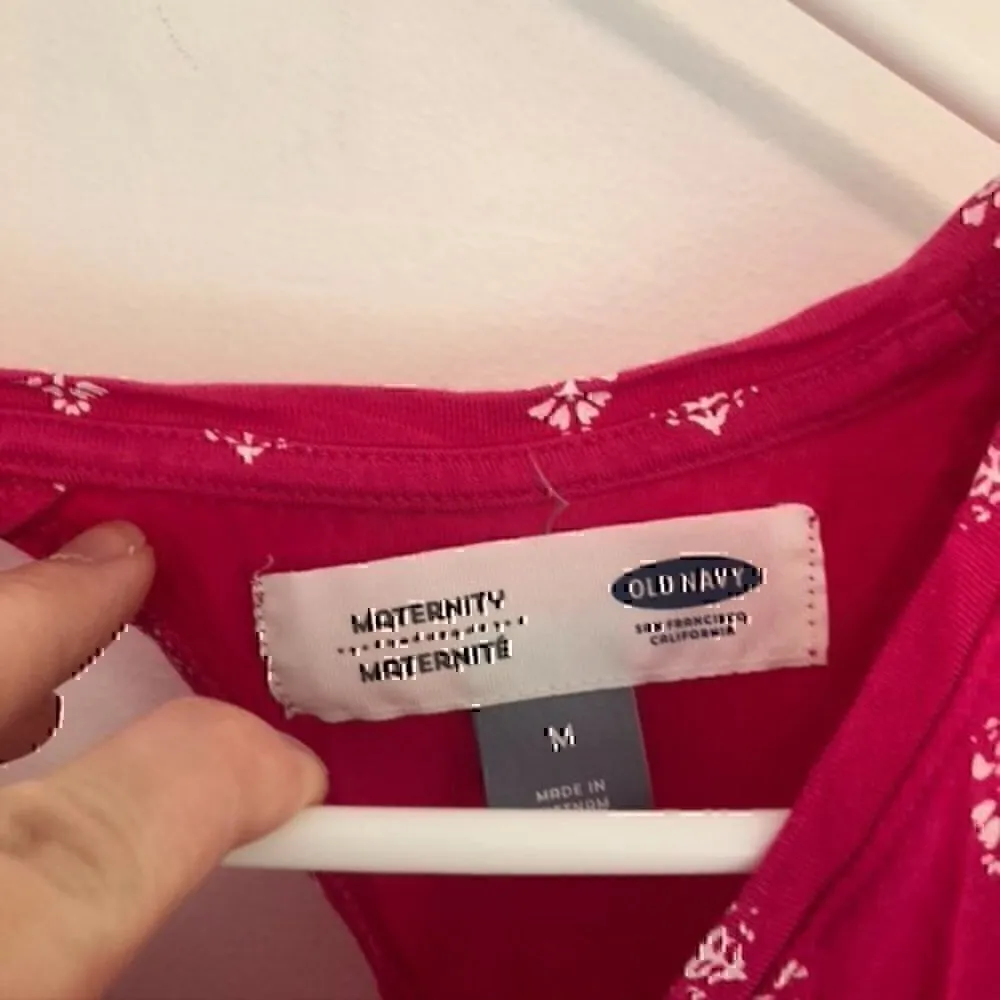 MATERNITY
MATERNITÉ
OLD NAVY
SAN FRANCISCO
CALIFORNIA
M
MADE IN